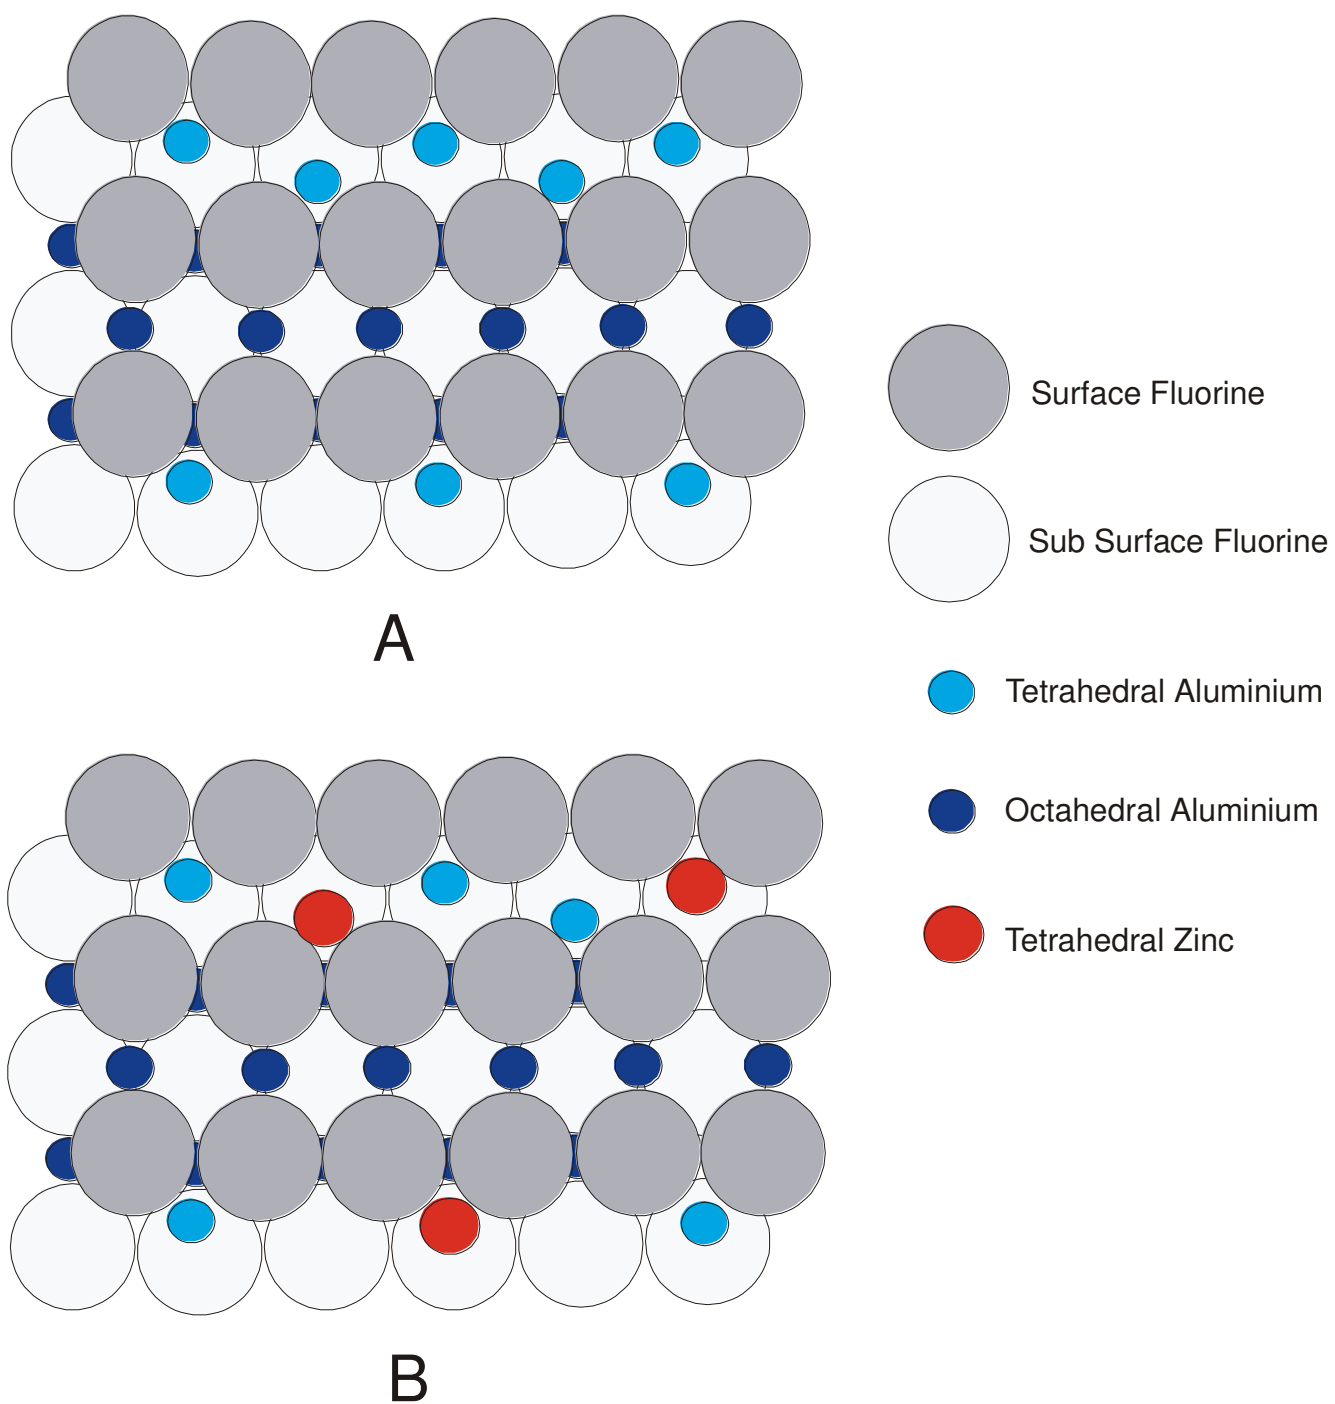 Surface Fluorine
Sub Surface Fluorine
A
Tetrahedral Aluminium
Octahedral Aluminium
Tetrahedral Zinc
B